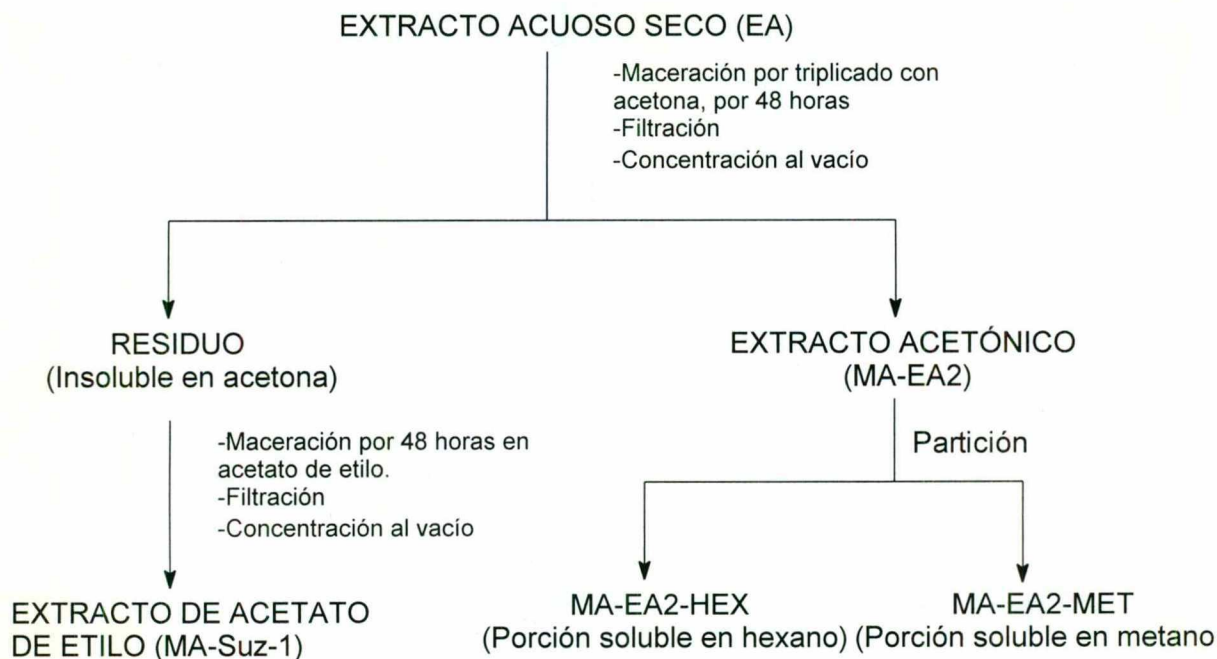 EXTRACTO ACUOSO SECO (EA)
-Maceración por triplicado con
acetona, por 48 horas
-Filtración
-Concentración al vacío
RESIDUO
(Insoluble en acetona)
EXTRACTO ACETÓNICO
(MA-EA2)
-Maceración por 48 horas en
acetato de etilo.
-Filtración
-Concentración al vacío
Partición
EXTRACTO DE ACETATO
DE ETILO (MA-Suz-1)
MA-EA2-HEX
(Porción soluble en hexano)
MA-EA2-MET
(Porción soluble en metano